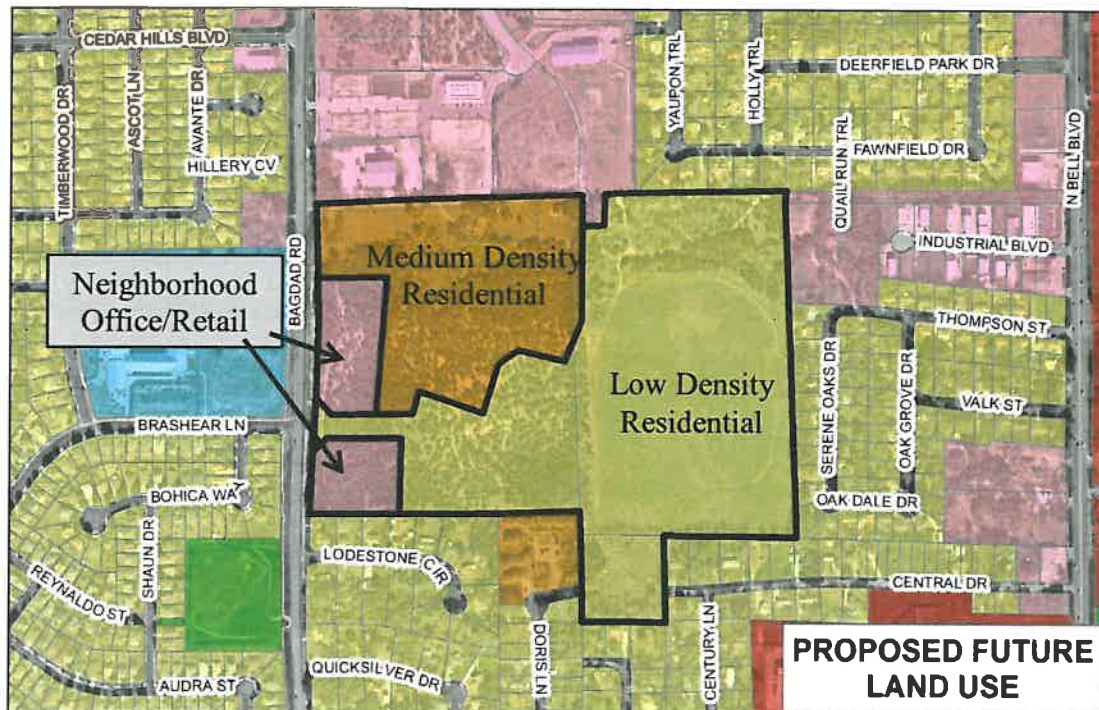 CEDAR HILLS BLVD
TIMBERWOOD DR
ASCOT LN
AVANTE DR
HILLERY CV
BAGDAD RD
YAUPON TRL
HOLLY TRL
DEERFIELD PARK DR
FAWNFIELD DR
QUAIL RUN TRL
N BELL BLVD
INDUSTRIAL BLVD
Medium Density
Residential
Neighborhood
Office/Retail
Low Density
Residential
THOMPSON ST
SERENE OAKS DR
OAK GROVE DR
VALK ST
OAK DALE DR
BRASHEAR LN
BOHICA WAY
SHAUN DR
REYNALDO ST
AUDRA ST
LODESTONE CIR
QUICKSILVER DR
DORIS LN
CENTURY LN
CENTRAL DR
PROPOSED FUTURE
LAND USE